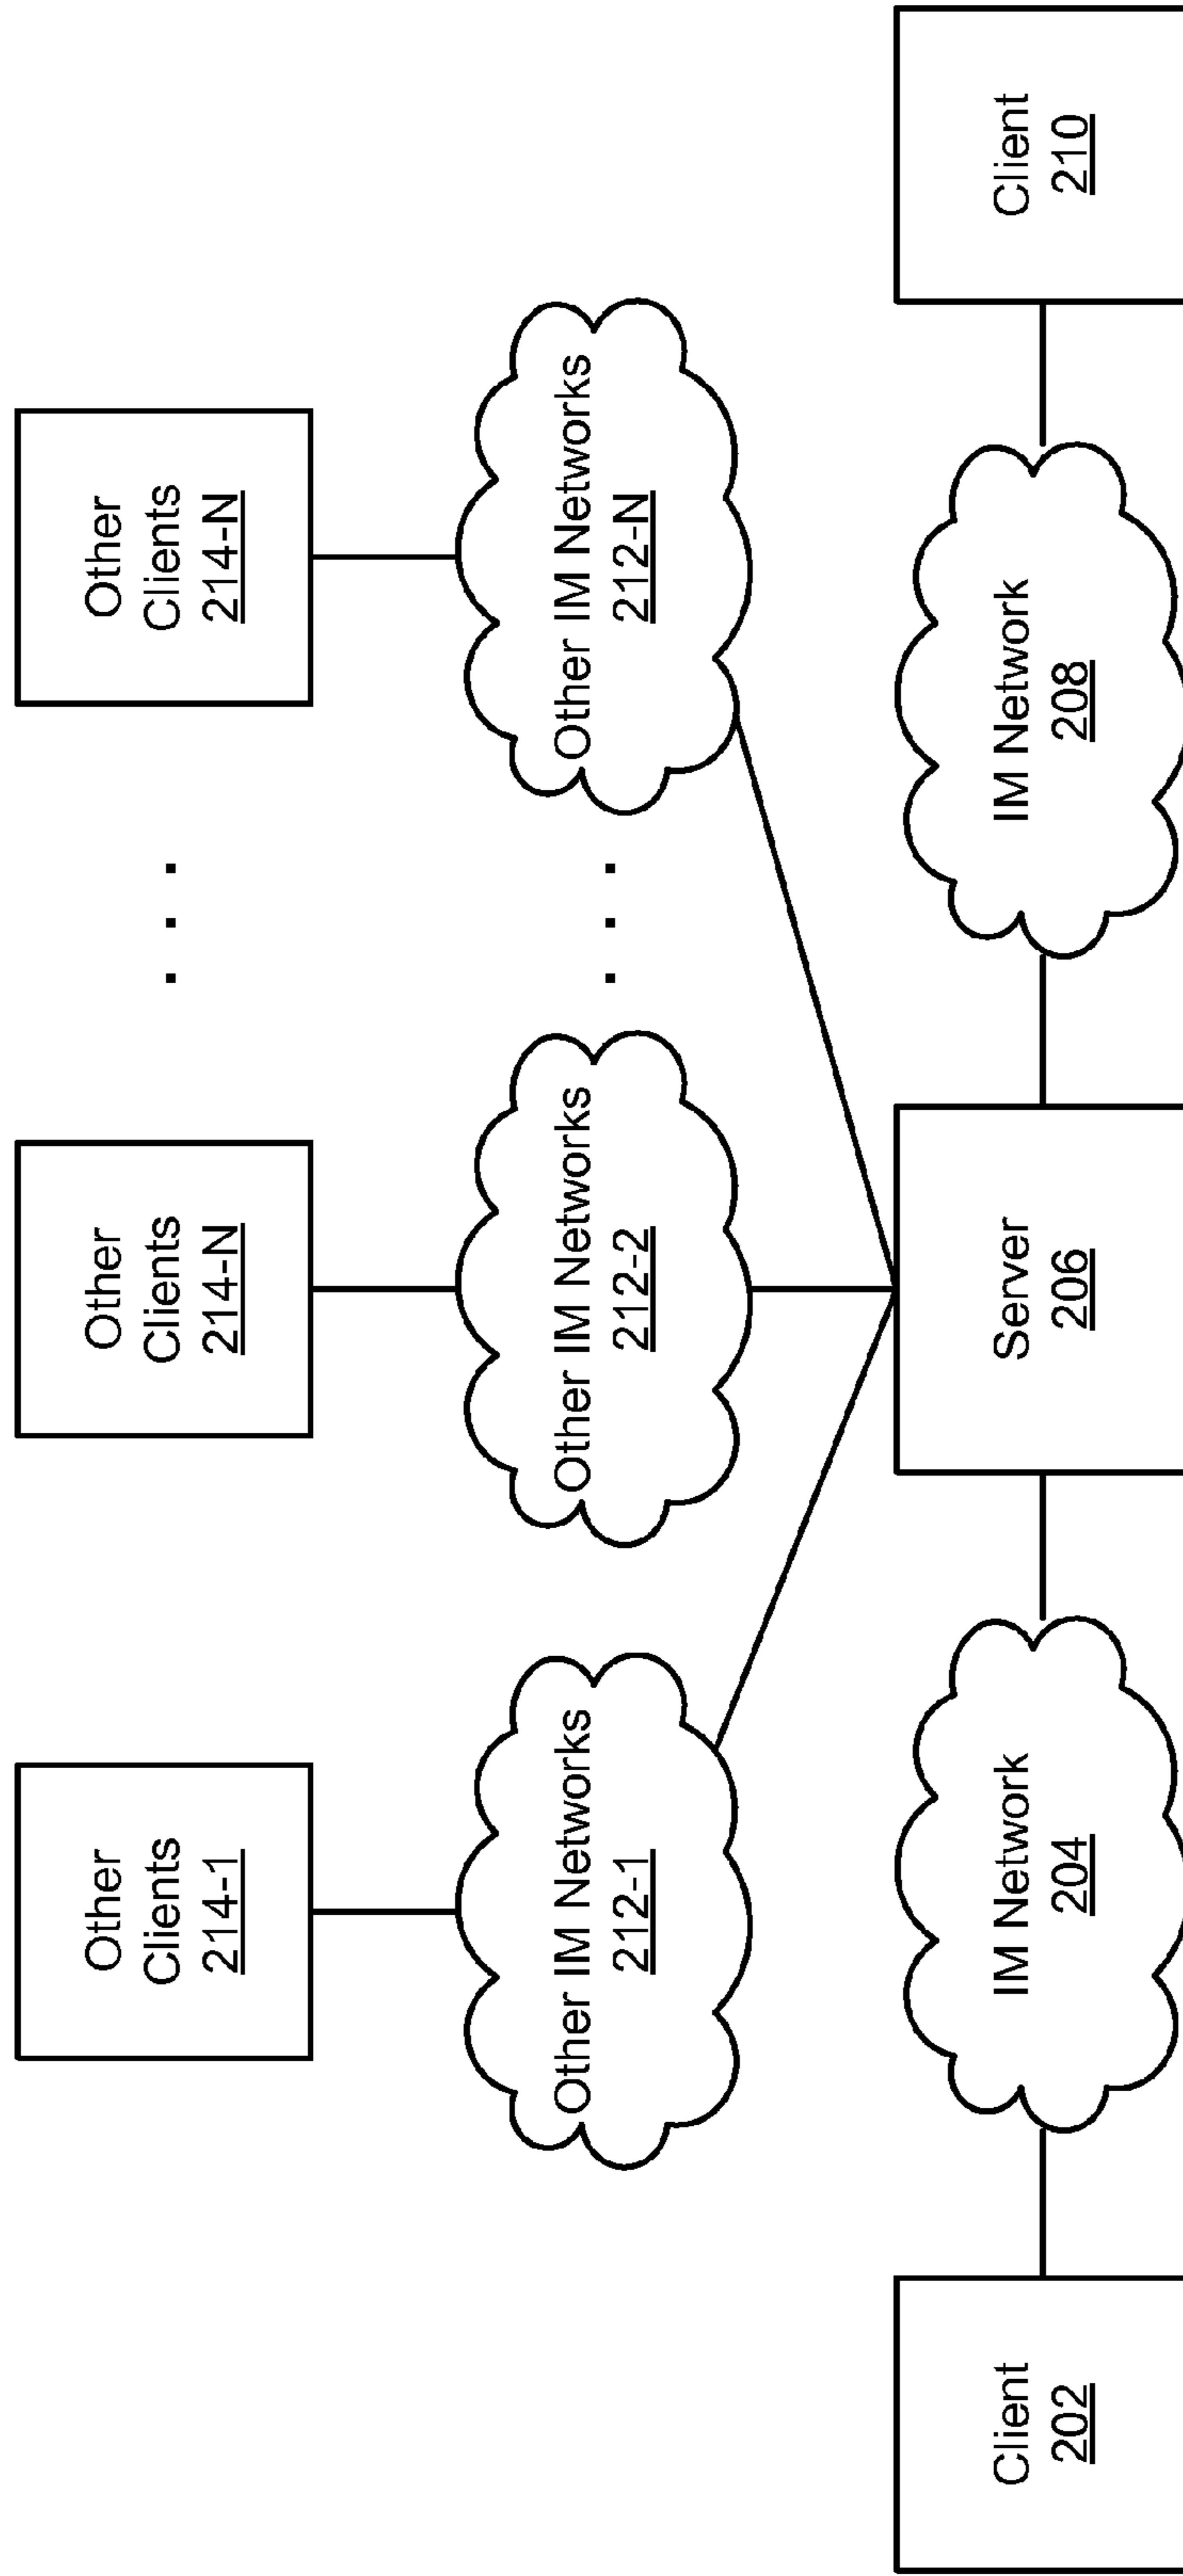 Other
Clients
214-1
Other
Clients
214-N
. . .
Other
Clients
214-N
Other IM Networks
212-1
Other IM Networks
212-2
. . .
Other IM Networks
212-N
Client
202
IM Network
204
Server
206
IM Network
208
Client
210